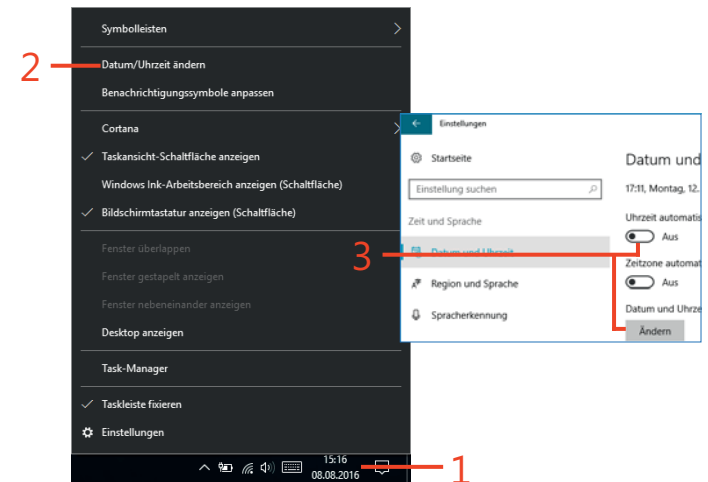 Symbolleisten
2
Datum/Uhrzeit ändern
Benachrichtigungssymbole anpassen
Cortana
Taskansicht-Schaltfläche anzeigen
Windows Ink-Arbeitsbereich anzeigen (Schaltfläche)
Bildschirmtastatur anzeigen (Schaltfläche)
Fenster überlappen
Fenster gestapelt anzeigen
Fenster nebeneinander anzeigen
Desktop anzeigen
Task-Manager
Taskleiste fixieren
Einstellungen
15:16
08.08.2016
1
Einstellungen
Startseite
Einstellung suchen
Zeit und Sprache
3
Datum und Uhrzeit
Region und Sprache
Spracherkennung
Datum und
17:11, Montag, 12.
Uhrzeit automatis
Aus
Zeitzone automat
Aus
Datum und Uhrze
Ändern